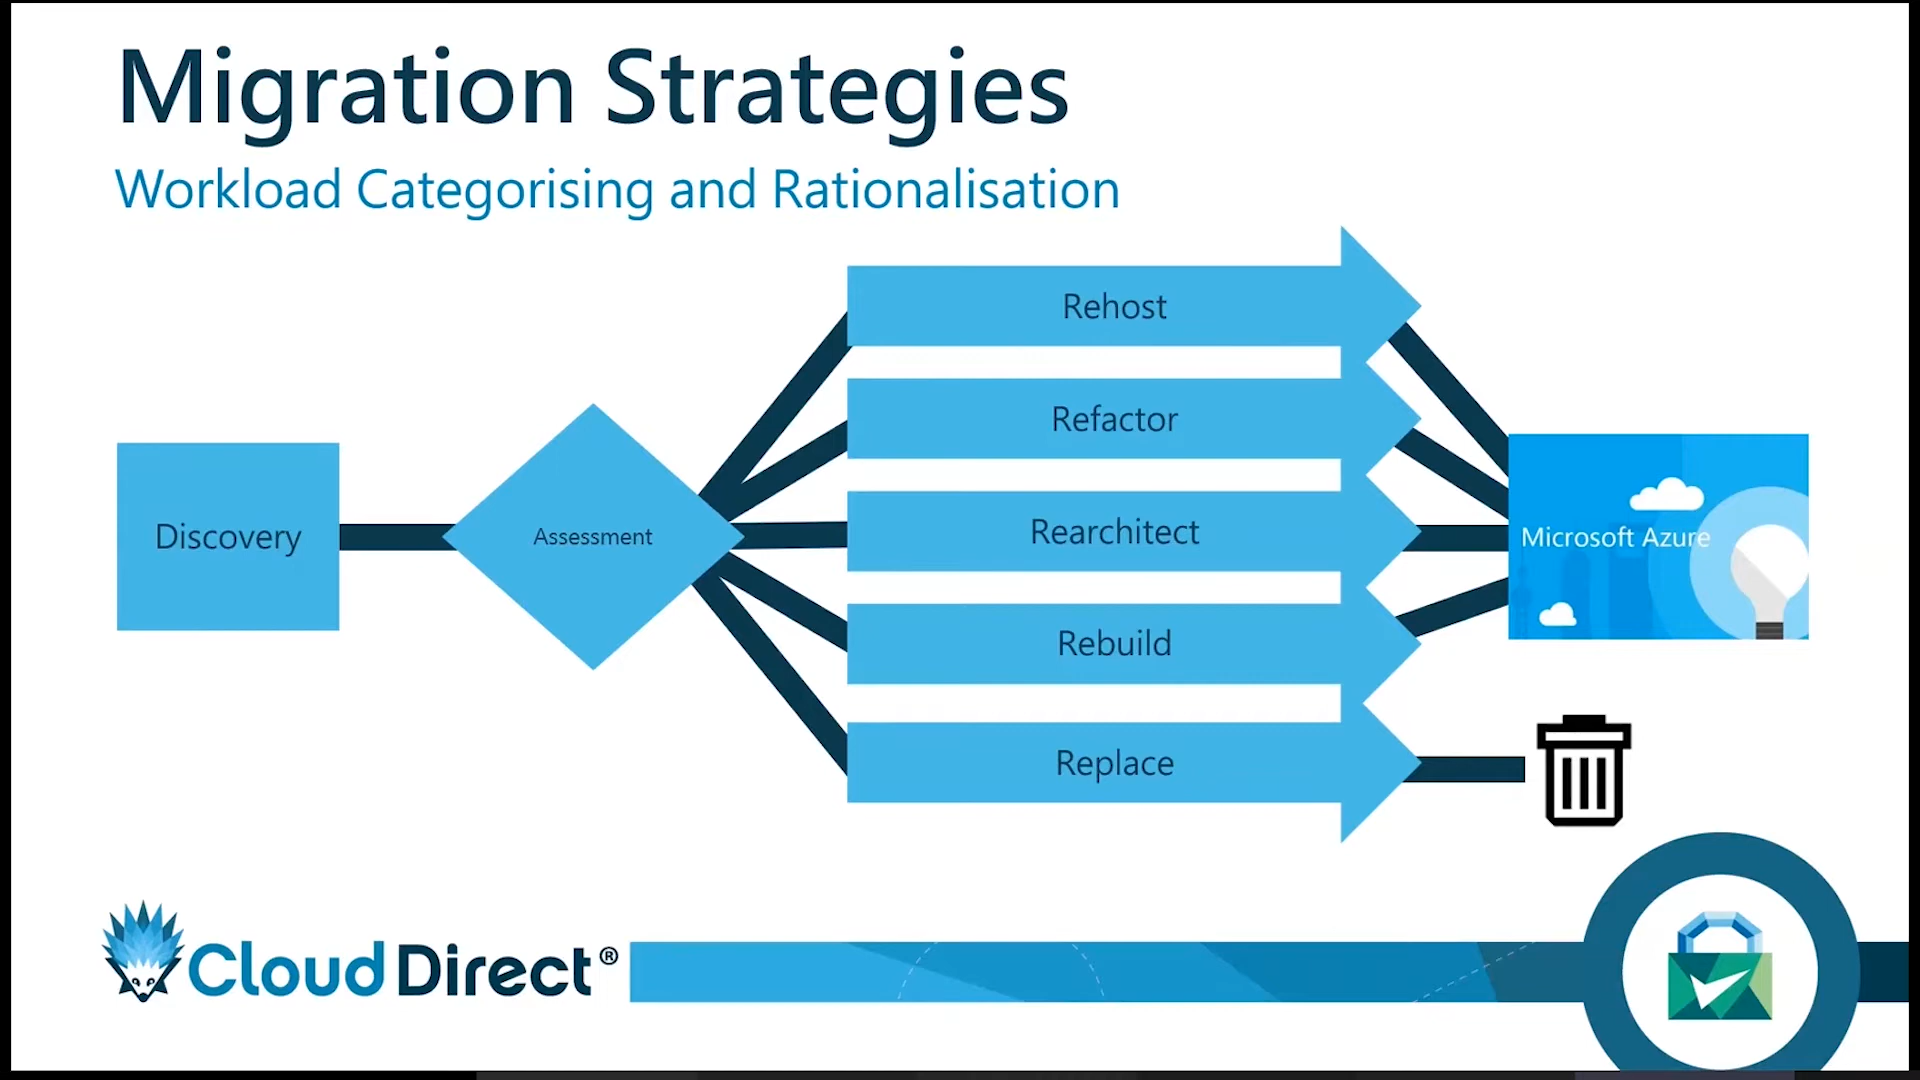 Migration Strategies
Workload Categorising and Rationalisation
Rehost
Refactor
Discovery
Assessment
Rearchitect
Microsoft Azure
Rebuild
Replace
Cloud Direct®